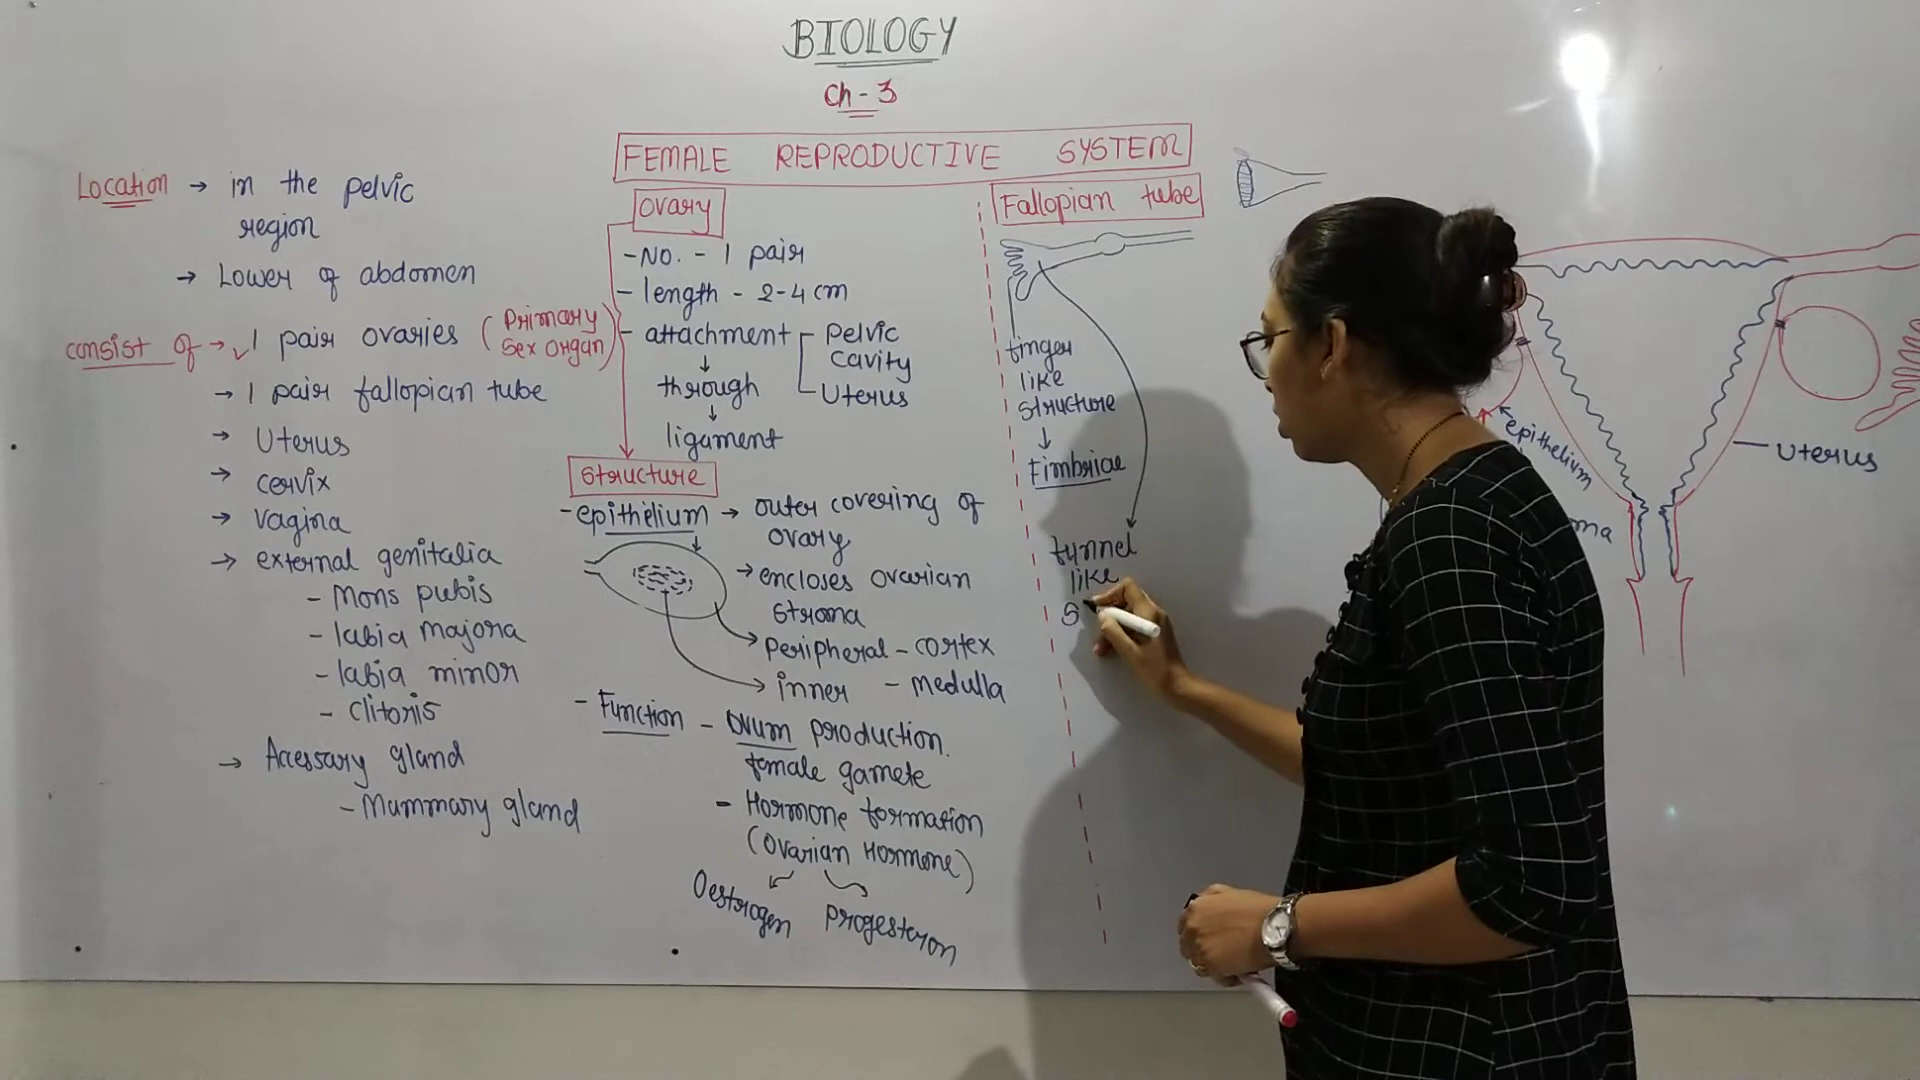 BIOLOGY
Ch - 3
FEMALE REPRODUCTIVE SYSTEM
Location → in the pelvic
region
→ Lower of abdomen
consist of → 1 pair ovaries (Primary
Sex organ)
→ 1 pair fallopian tube
→ Uterus
→ cervix
→ vagina
→ external genitalia
- Mons pubis
- labia majora
- labia minor
- clitoris
→ Accessary gland
- Mammary gland
Ovary
- No. - 1 pair
- length - 2-4 cm
- attachment - Pelvic
Cavity
- Uterus
↓
through
↓
ligament
Structure
- epithelium → outer covering of
ovary
→ encloses ovarian
stroma
Peripheral - cortex
inner - medulla
- Function - Ovum production.
female gamete
- Hormone formation
(Ovarian Hormone)
Oestrogen Progesteron
Fallopian tube
finger
like
structure
↓
Fimbriae
tunnel
like
S
epithelium
ma
Uterus